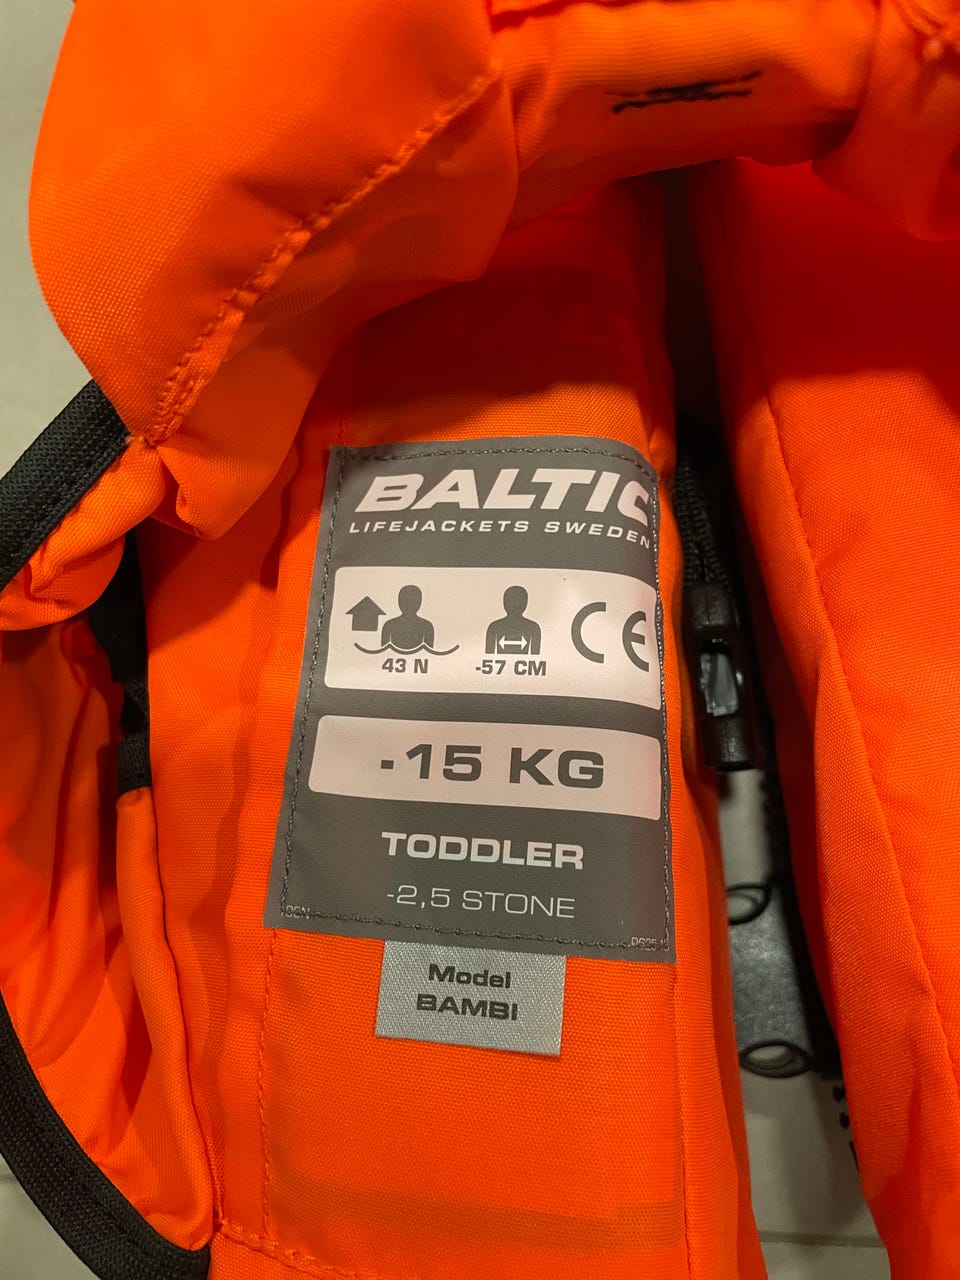 BALTIC
LIFEJACKETS SWEDEN
43 N
-57 CM
CE
-15 KG
TODDLER
-2,5 STONE
Model
BAMBI